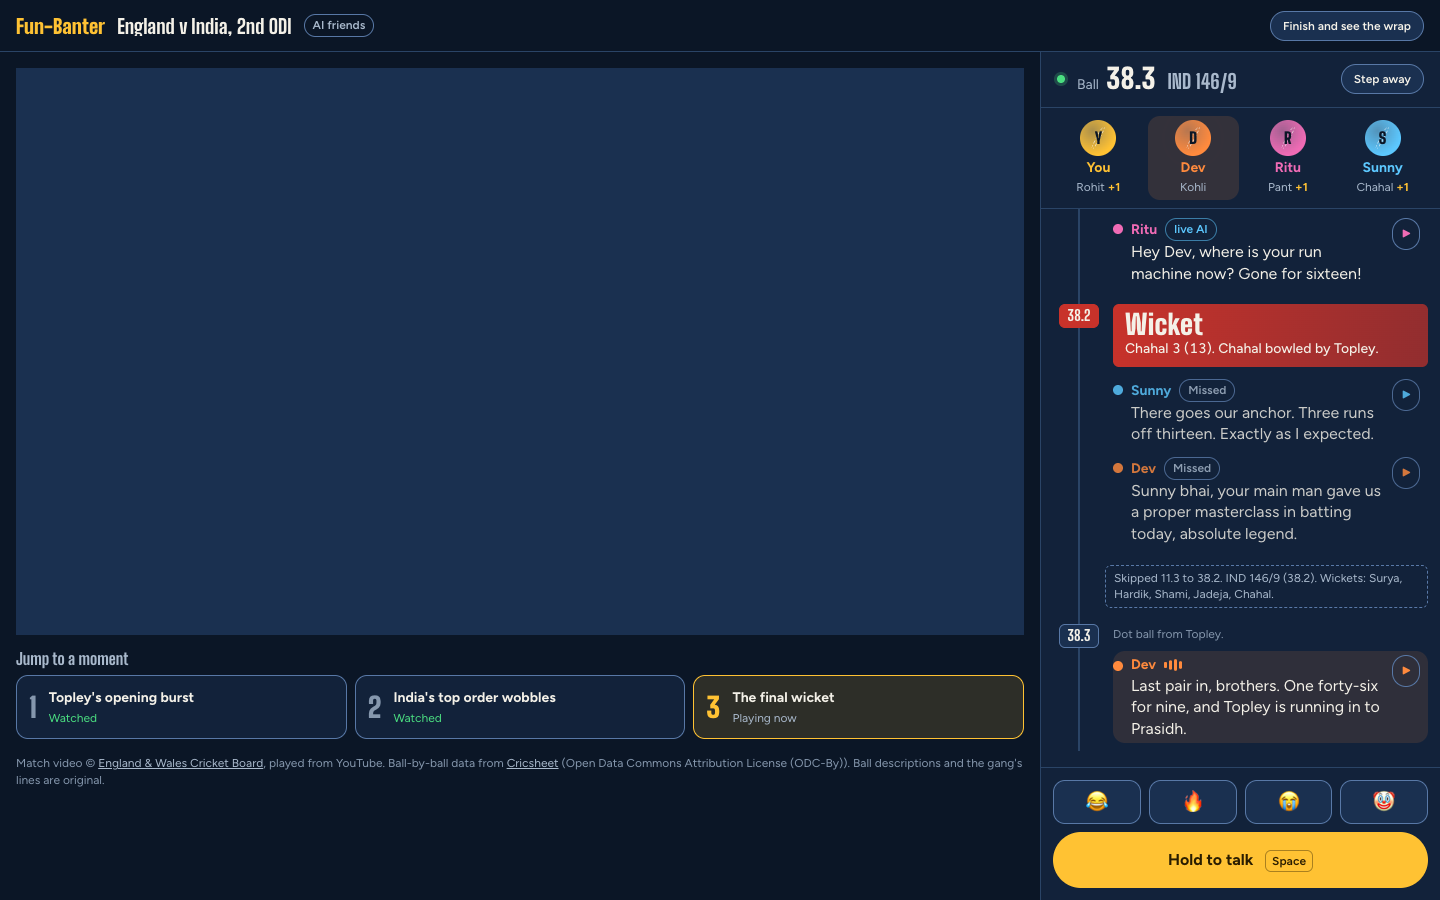 Fun-Banter England v India, 2nd ODI AI friends
Finish and see the wrap
Ball 38.3 IND 146/9 Step away
Y D R S
You Dev Ritu Sunny
Rohit +1 Kohli Pant +1 Chahal +1
Ritu live AI
Hey Dev, where is your run
machine now? Gone for sixteen!
38.2 Wicket
Chahal 3 (13). Chahal bowled by Topley.
Sunny Missed
There goes our anchor. Three runs
off thirteen. Exactly as I expected.
Dev Missed
Sunny bhai, your main man gave us
a proper masterclass in batting
today, absolute legend.
Skipped 11.3 to 38.2. IND 146/9 (38.2). Wickets: Surya,
Hardik, Shami, Jadeja, Chahal.
38.3 Dot ball from Topley.
Dev
Last pair in, brothers. One forty-six
for nine, and Topley is running in to
Prasidh.
Hold to talk Space
Jump to a moment
1 Topley's opening burst
Watched
2 India's top order wobbles
Watched
3 The final wicket
Playing now
Match video © England & Wales Cricket Board, played from YouTube. Ball-by-ball data from Cricsheet (Open Data Commons Attribution License (ODC-By)). Ball descriptions and the gang's
lines are original.